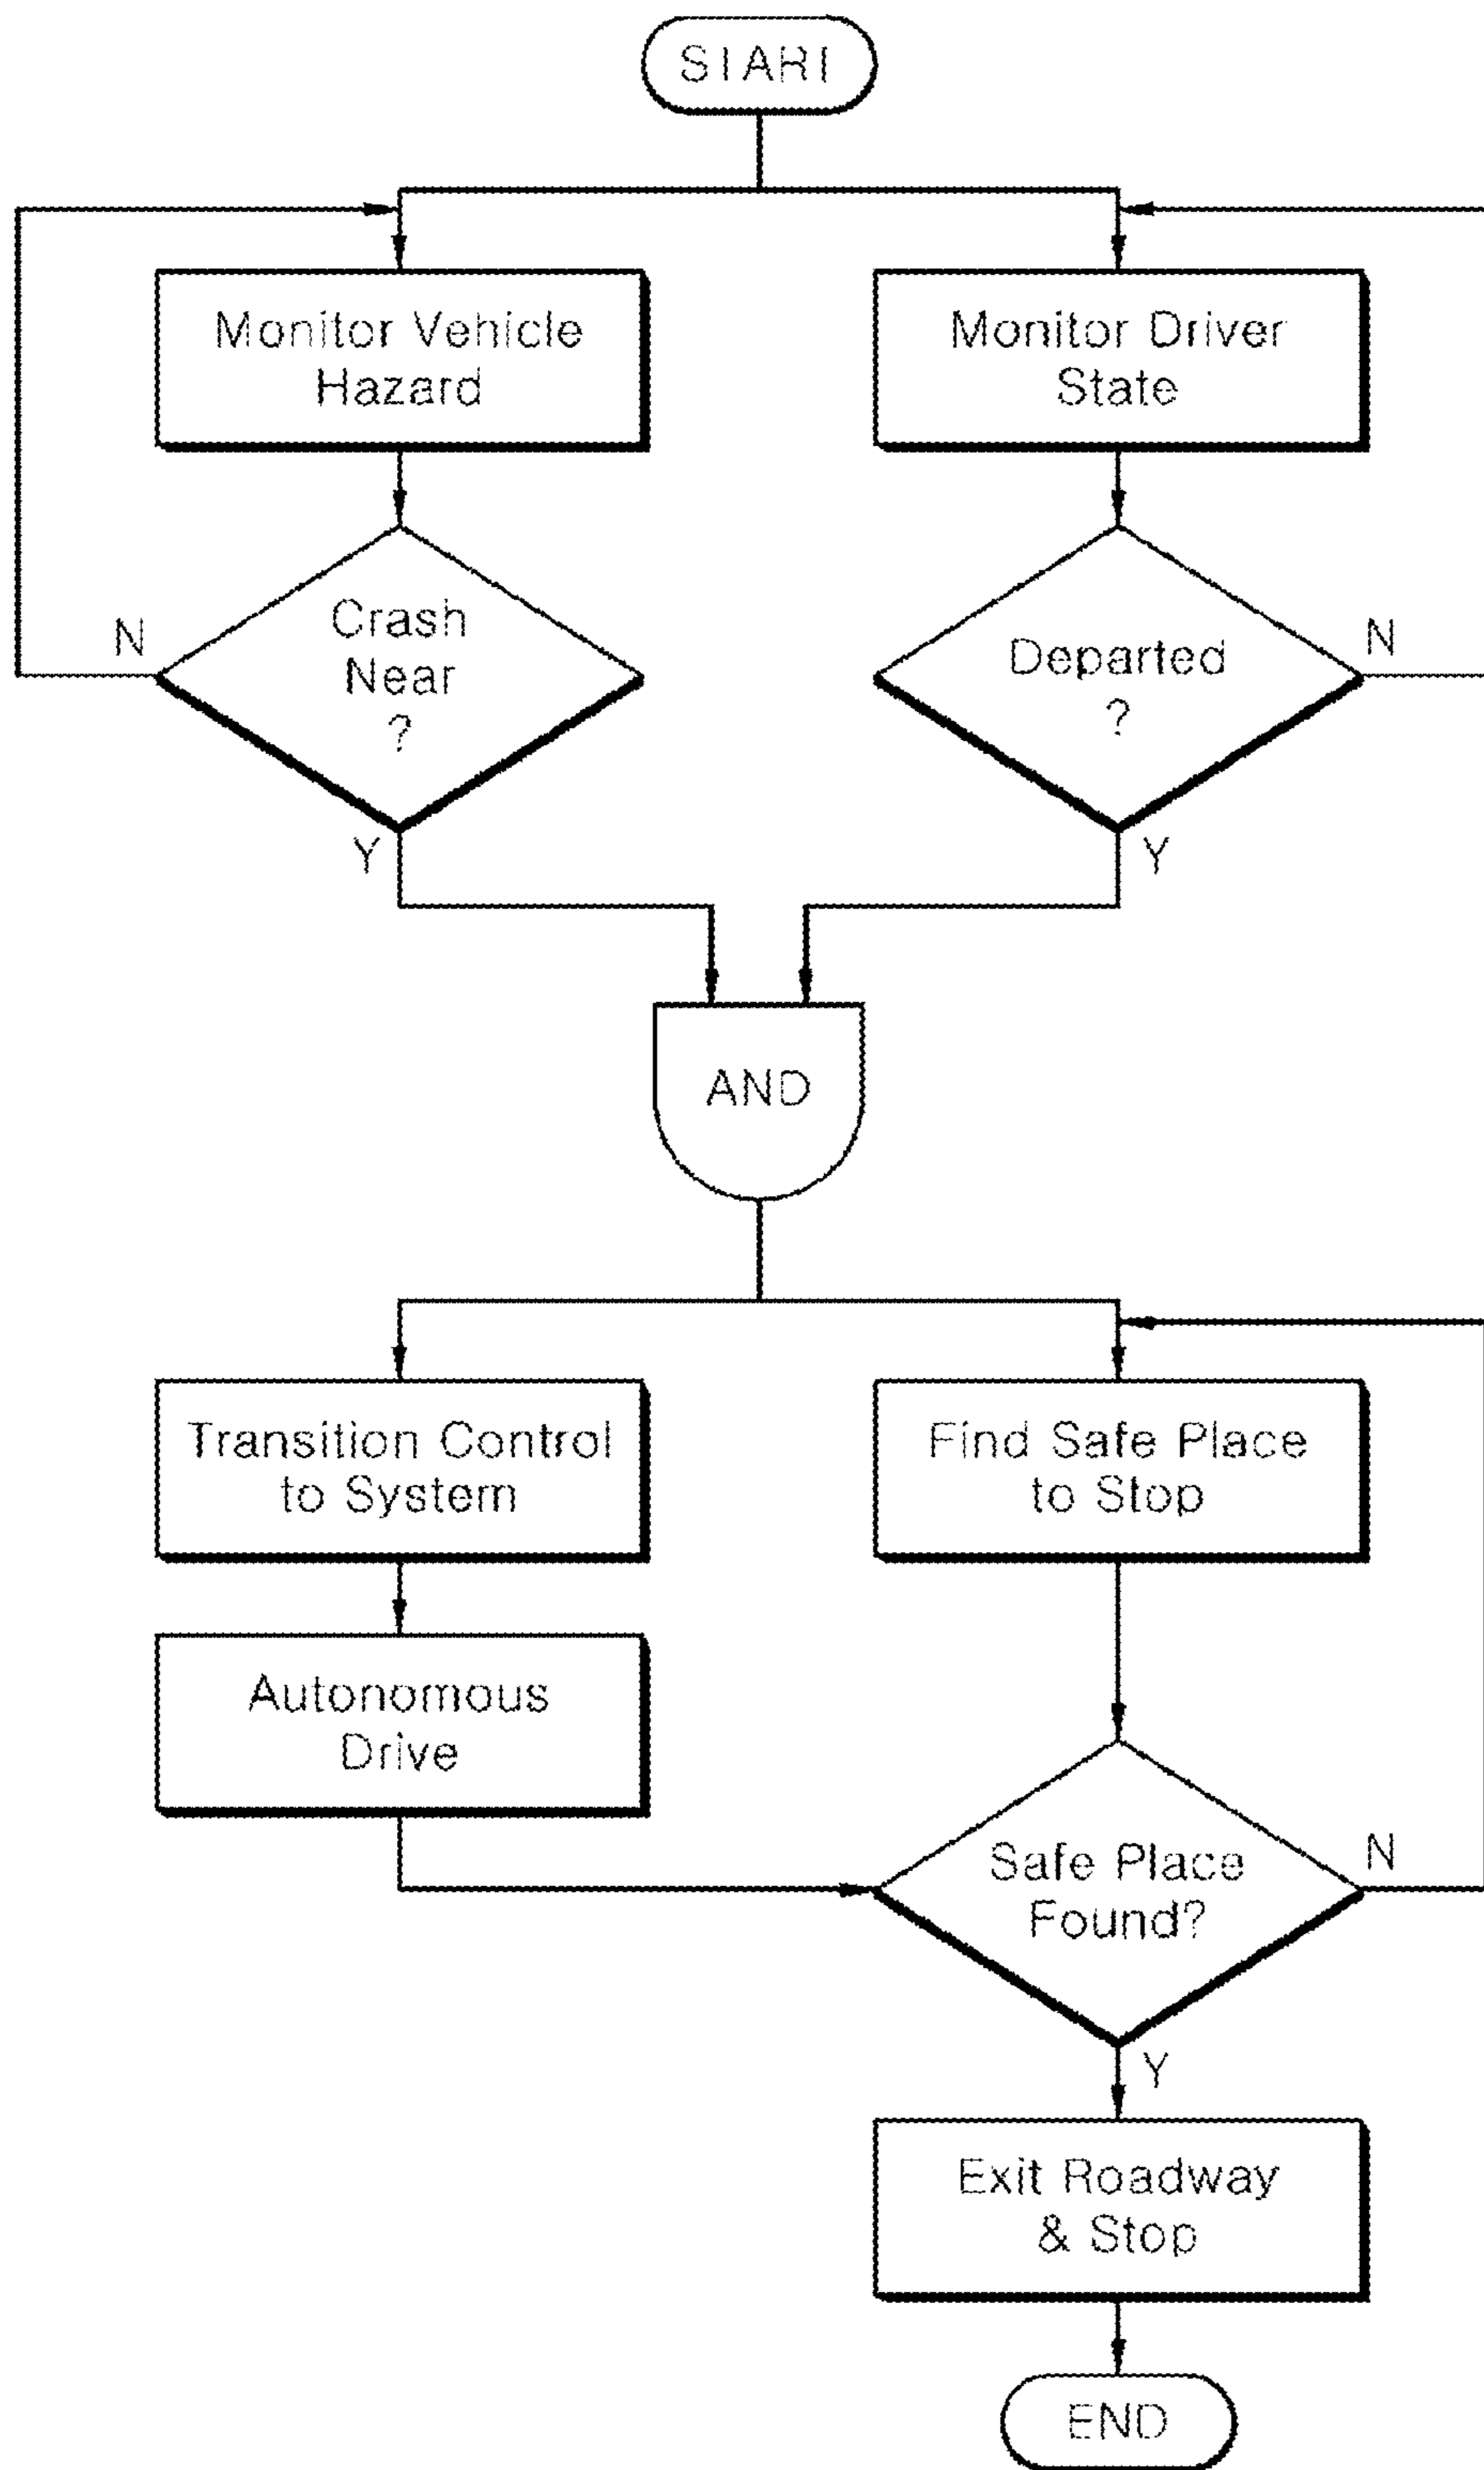 START
Monitor Vehicle
Hazard
Monitor Driver
State
Crash
Near
?
N
Y
Departed
?
N
Y
AND
Transition Control
to System
Find Safe Place
to Stop
Autonomous
Drive
Safe Place
Found?
N
Y
Exit Roadway
& Stop
END